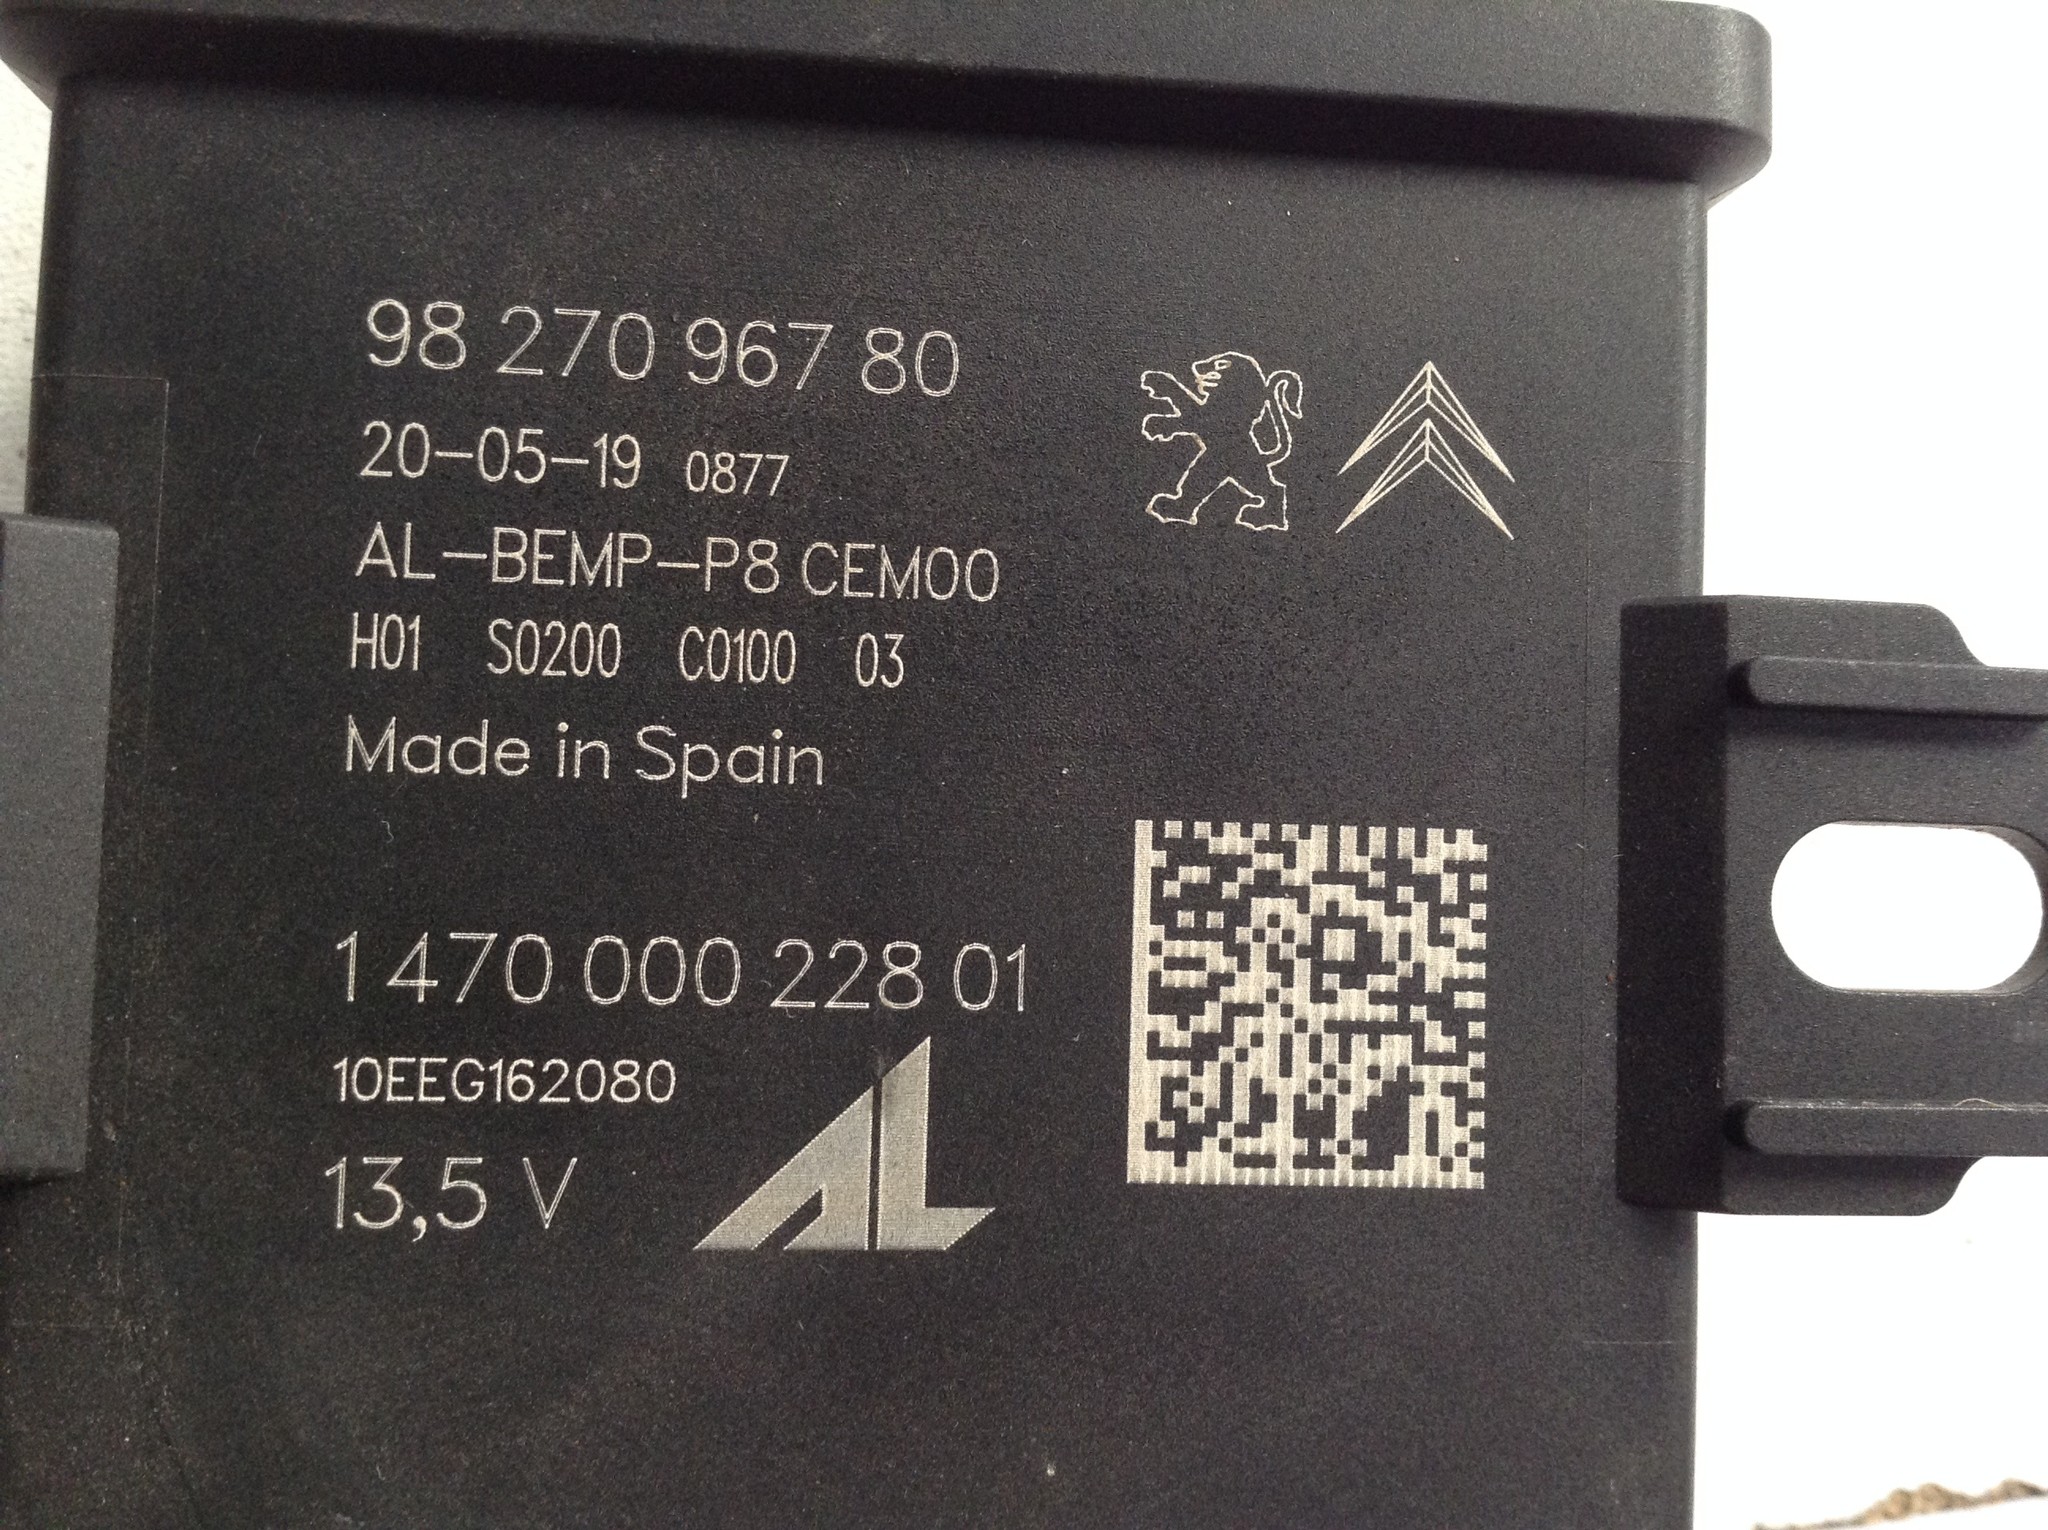 98 270 967 80
20-05-19 0877
AL-BEMP-P8 CEM00
H01 S0200 C0100 03
Made in Spain
1 470 000 228 01
10EEG162080
13,5 V
AL